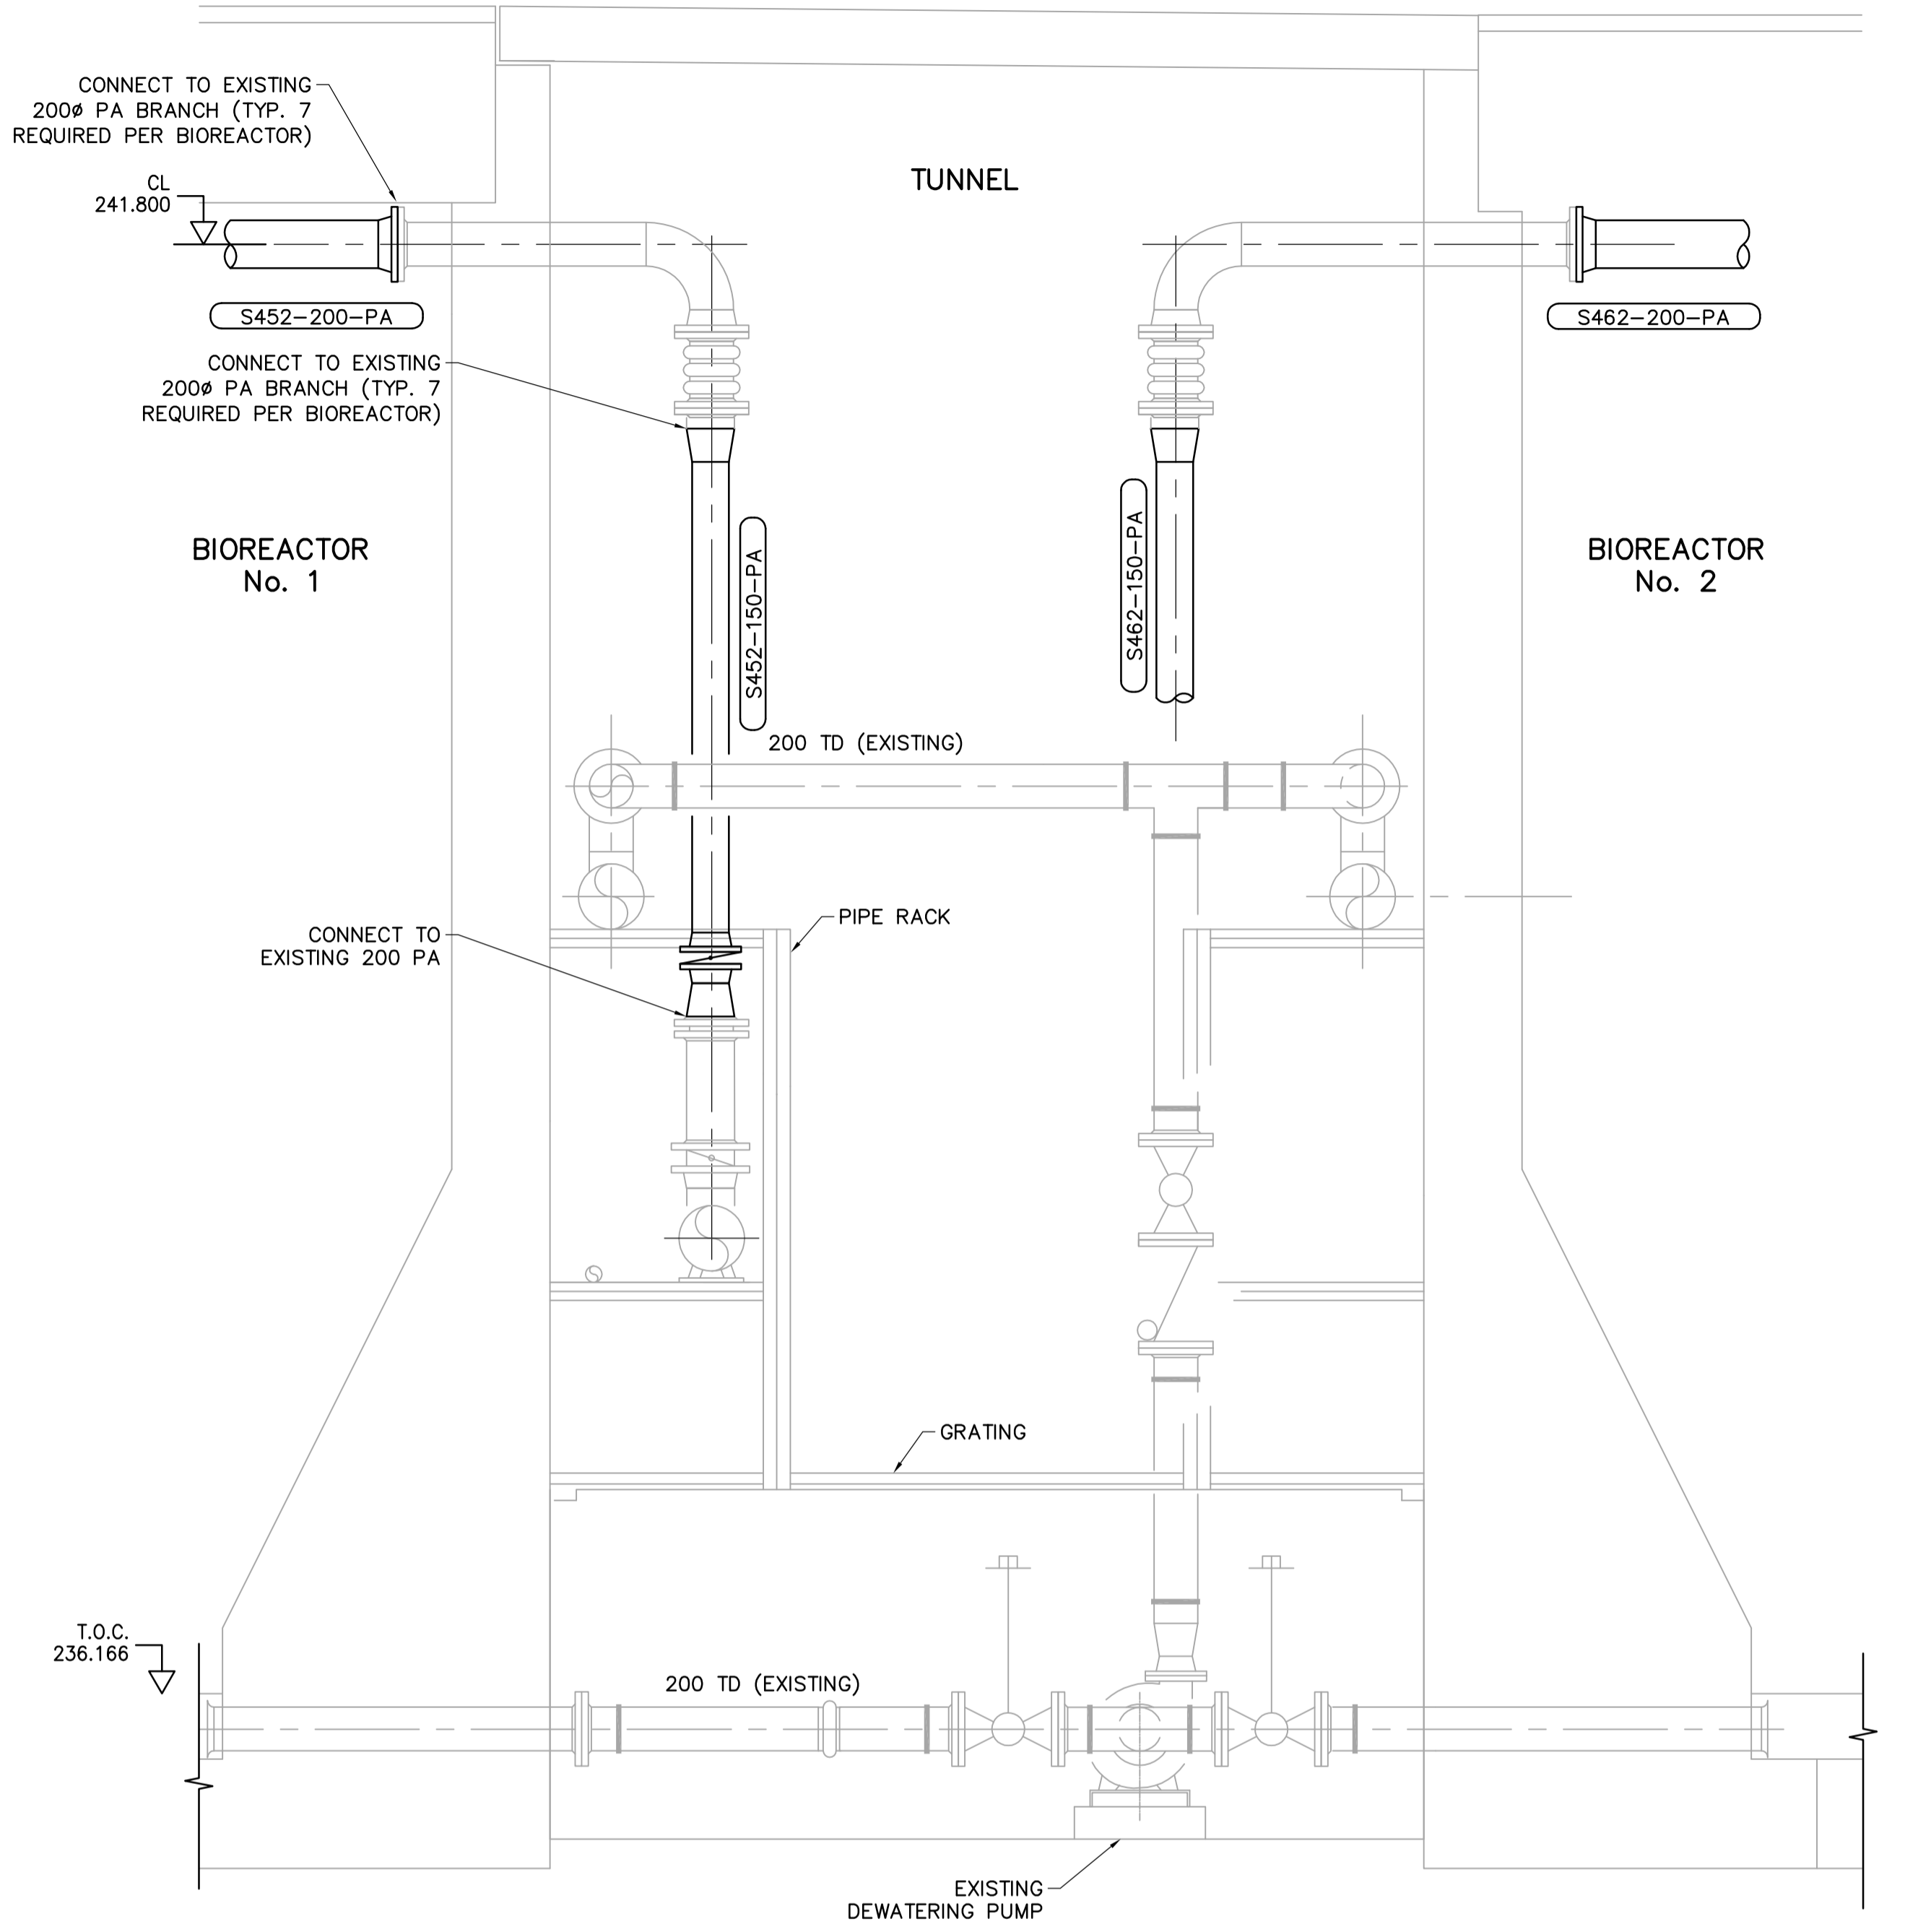 CONNECT TO EXISTING
200ø PA BRANCH (TYP. 7
REQUIRED PER BIOREACTOR)
TUNNEL
CL
241.800
S452-200-PA
S462-200-PA
CONNECT TO EXISTING
200ø PA BRANCH (TYP. 7
REQUIRED PER BIOREACTOR)
S452-150-PA
S462-150-PA
BIOREACTOR
No. 1
BIOREACTOR
No. 2
200 TD (EXISTING)
PIPE RACK
CONNECT TO
EXISTING 200 PA
GRATING
T.O.C.
236.166
200 TD (EXISTING)
EXISTING
DEWATERING PUMP